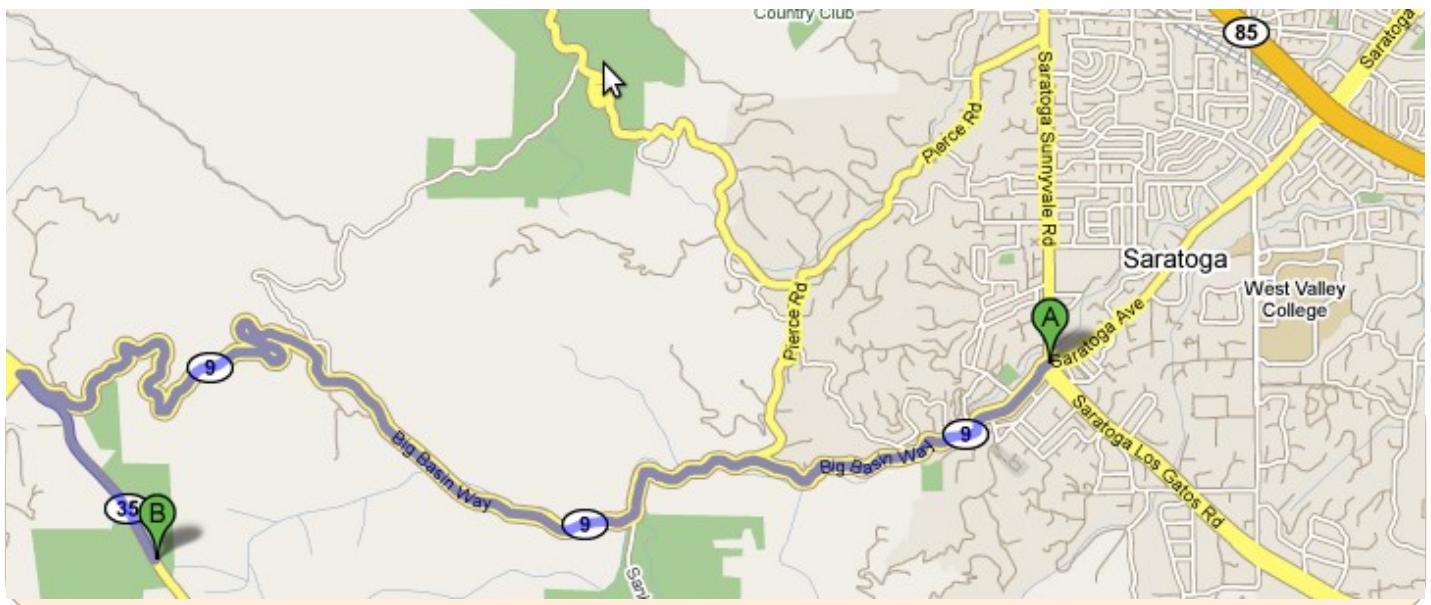 Country Club
85
Saratoga
Saratoga Sunnyvale Rd
Pierce Rd
Saratoga
West Valley
College
Pierce Rd
A
Saratoga Ave
9
Saratoga Los Gatos Rd
Big Basin Way
9
Big Basin Way
35
B
9